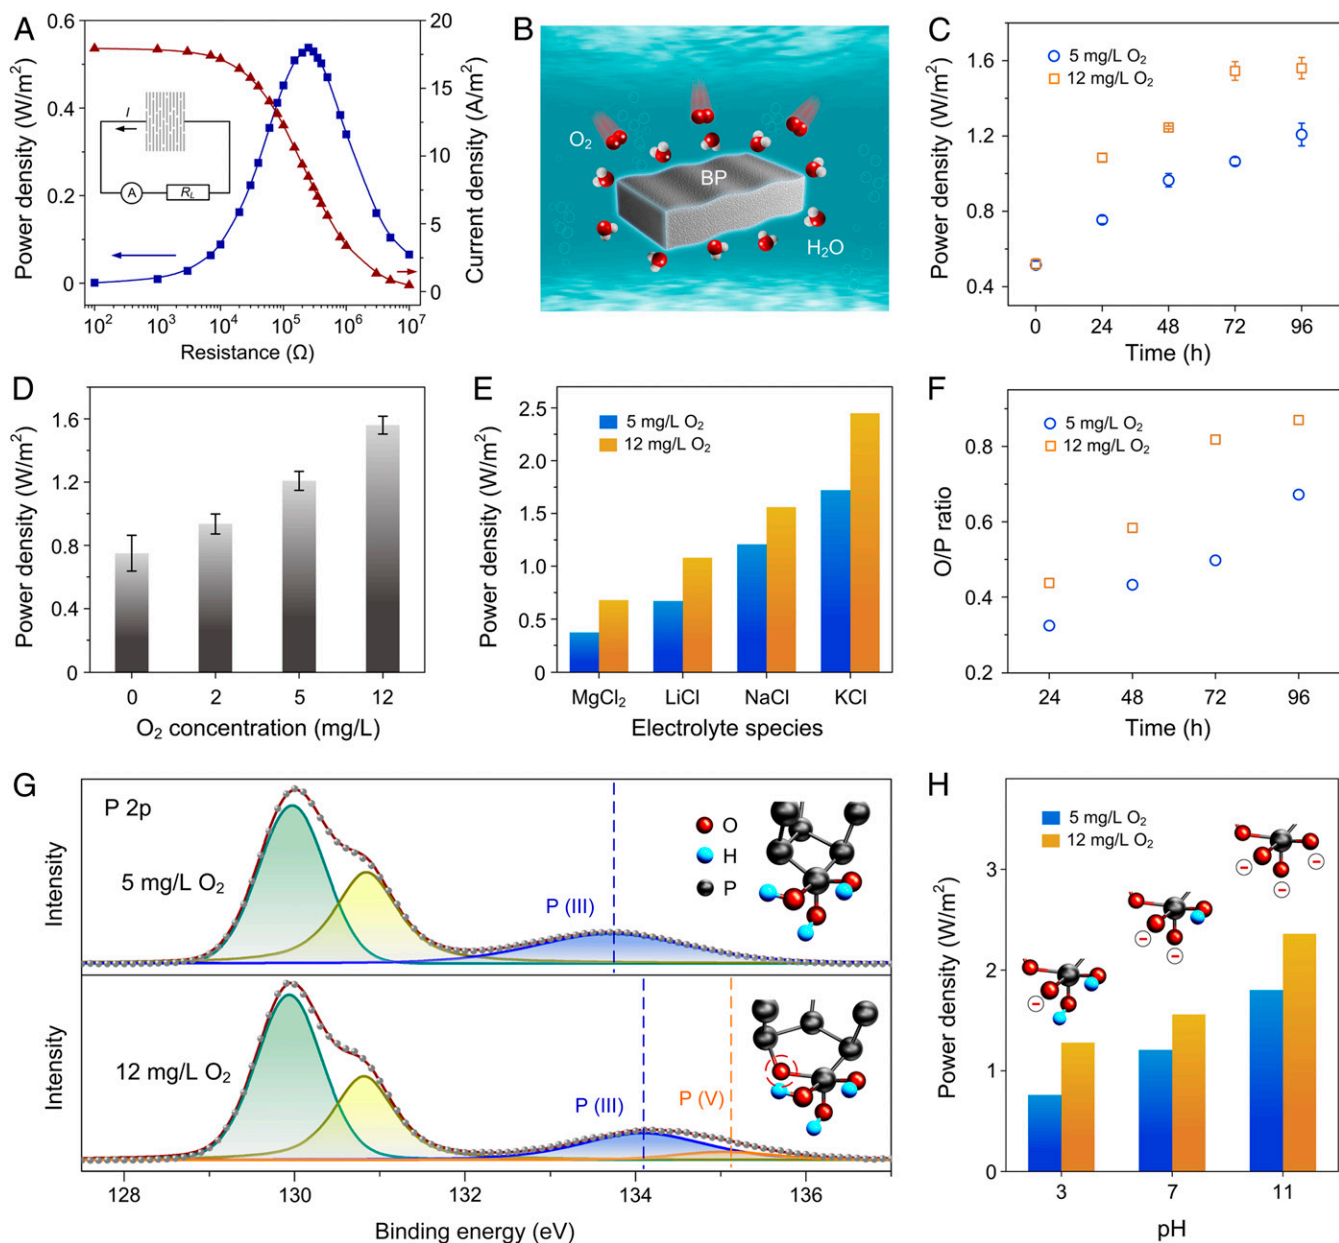 A
Power density (W/m²)
0.6
0.4
0.2
0
20
15
10
5
0
Current density (A/m²)
I
A
R_L
10² 10³ 10⁴ 10⁵ 10⁶ 10⁷
Resistance (Ω)
B
O₂
BP
H₂O
C
Power density (W/m²)
1.6
1.2
0.8
0.4
5 mg/L O₂
12 mg/L O₂
0 24 48 72 96
Time (h)
D
Power density (W/m²)
1.6
1.2
0.8
0.4
0
0 2 5 12
O₂ concentration (mg/L)
E
Power density (W/m²)
2.5
2.0
1.5
1.0
0.5
0
5 mg/L O₂
12 mg/L O₂
MgCl₂ LiCl NaCl KCl
Electrolyte species
F
O/P ratio
0.8
0.6
0.4
0.2
5 mg/L O₂
12 mg/L O₂
24 48 72 96
Time (h)
G
P 2p
5 mg/L O₂
Intensity
P (III)
O
H
P
12 mg/L O₂
Intensity
P (III)
P (V)
128 130 132 134 136
Binding energy (eV)
H
Power density (W/m²)
3
2
1
0
5 mg/L O₂
12 mg/L O₂
− − −
− −
−
3 7 11
pH